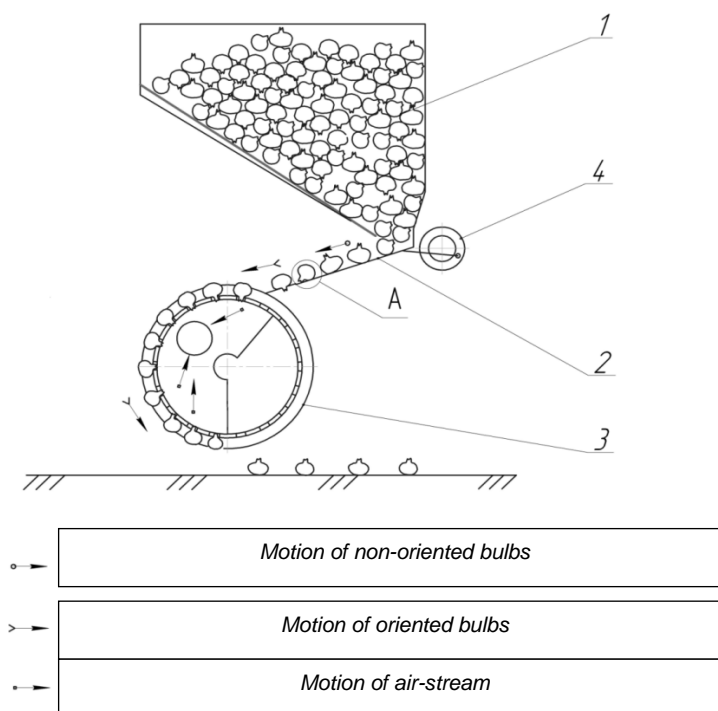 1
4
A
2
3
Motion of non-oriented bulbs
Motion of oriented bulbs
Motion of air-stream